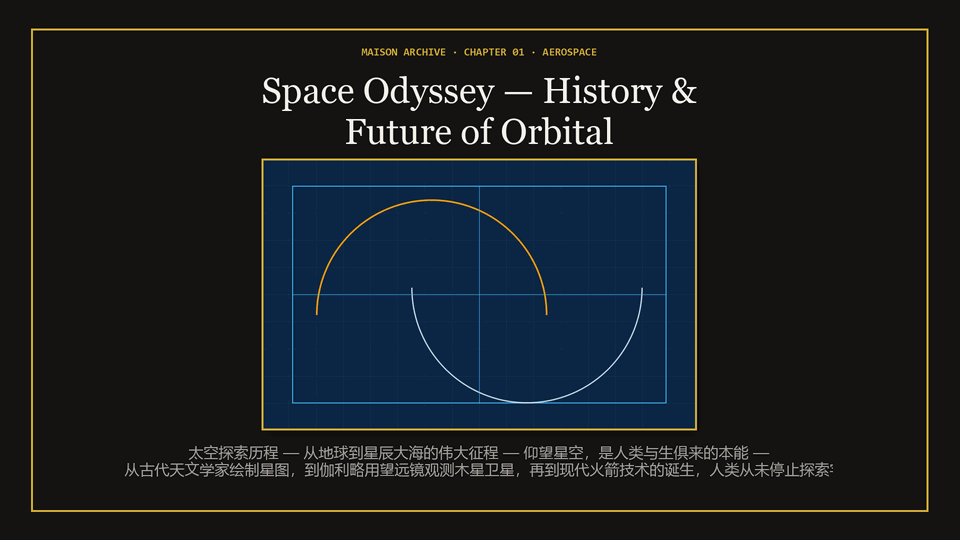 MAISON ARCHIVE · CHAPTER 01 · AEROSPACE
Space Odyssey — History &
Future of Orbital
太空探索历程 — 从地球到星辰大海的伟大征程 — 仰望星空，是人类与生俱来的本能 —
从古代天文学家绘制星图，到伽利略用望远镜观测木星卫星，再到现代火箭技术的诞生，人类从未停止探索